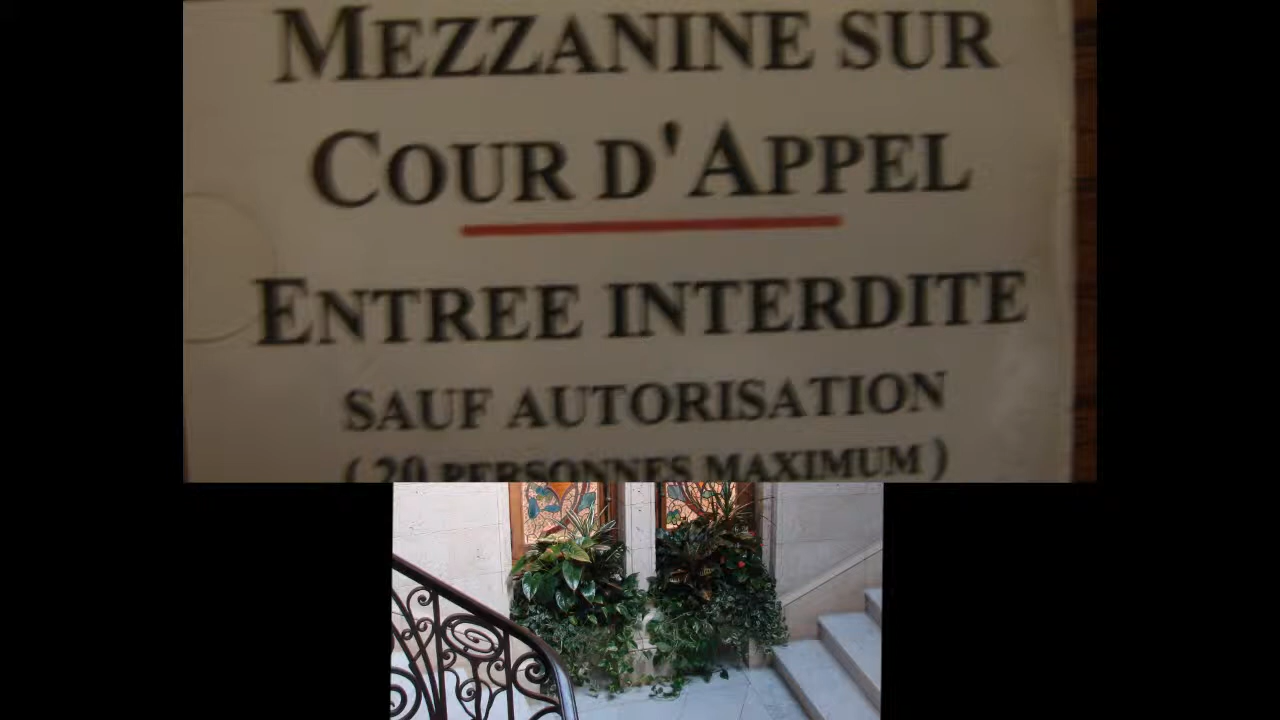 MEZZANINE SUR
COUR D'APPEL
ENTREE INTERDITE
SAUF AUTORISATION
( 20 PERSONNES MAXIMUM )